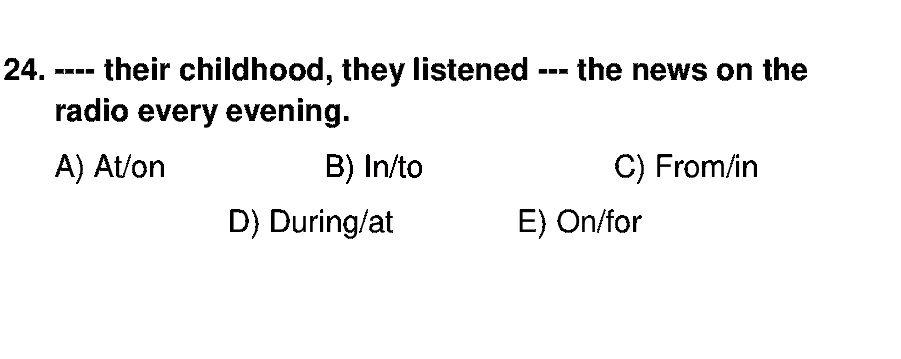 24. ---- their childhood, they listened --- the news on the
radio every evening.
A) At/on B) In/to C) From/in
D) During/at E) On/for